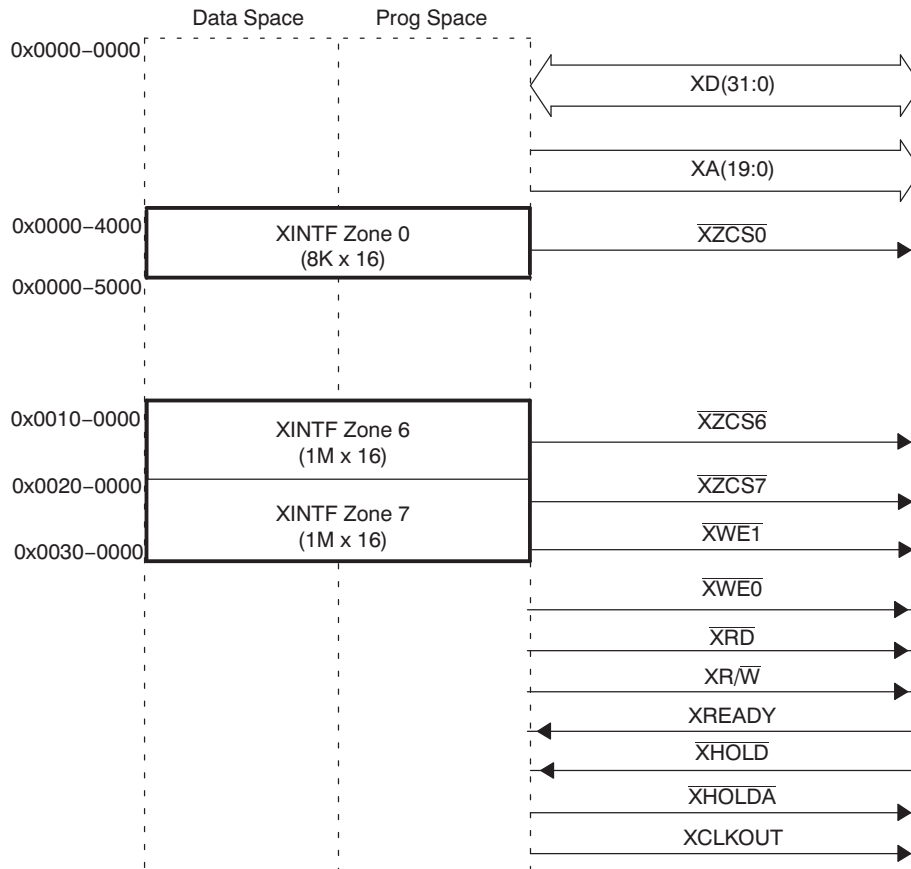 Data Space
Prog Space
0x0000–0000
XD(31:0)
XA(19:0)
0x0000–4000
XINTF Zone 0
(8K x 16)
XZCS0
0x0000–5000
0x0010–0000
XINTF Zone 6
(1M x 16)
XZCS6
0x0020–0000
XZCS7
XINTF Zone 7
(1M x 16)
XWE1
0x0030–0000
XWE0
XRD
XR/W
XREADY
XHOLD
XHOLDA
XCLKOUT